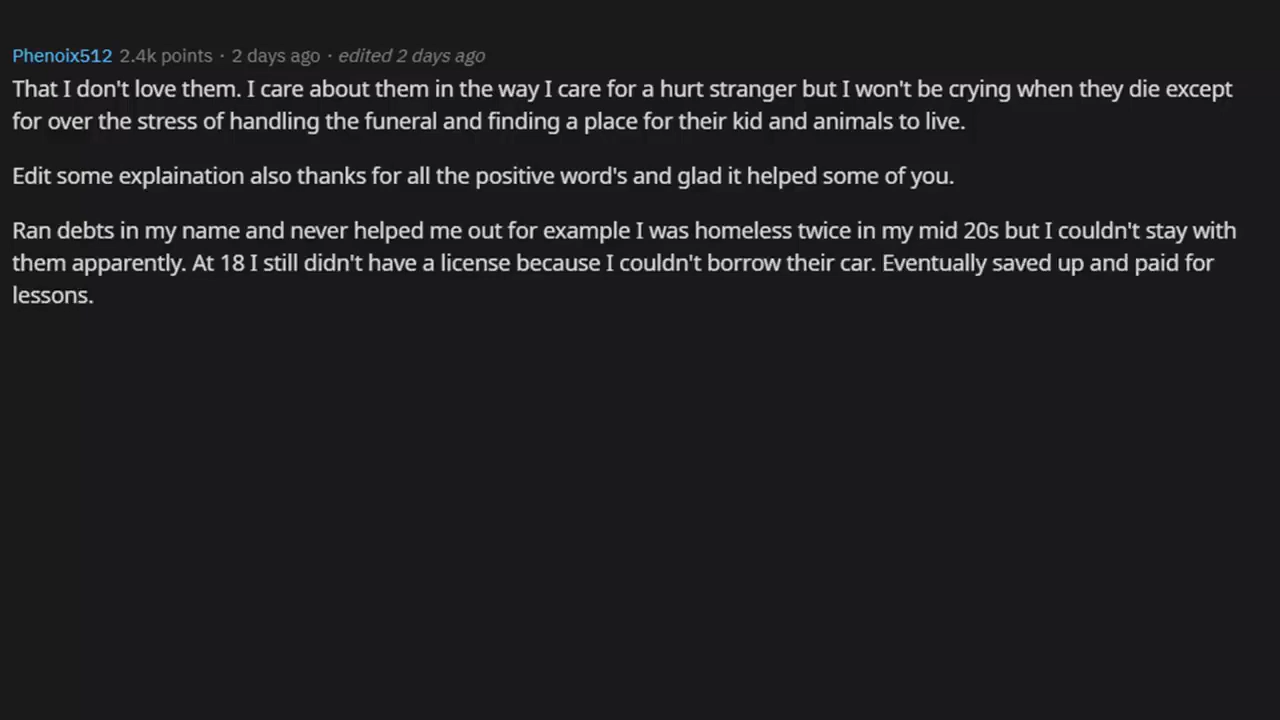 Phenoix512 2.4k points · 2 days ago · edited 2 days ago
That I don't love them. I care about them in the way I care for a hurt stranger but I won't be crying when they die except
for over the stress of handling the funeral and finding a place for their kid and animals to live.
Edit some explaination also thanks for all the positive word's and glad it helped some of you.
Ran debts in my name and never helped me out for example I was homeless twice in my mid 20s but I couldn't stay with
them apparently. At 18 I still didn't have a license because I couldn't borrow their car. Eventually saved up and paid for
lessons.